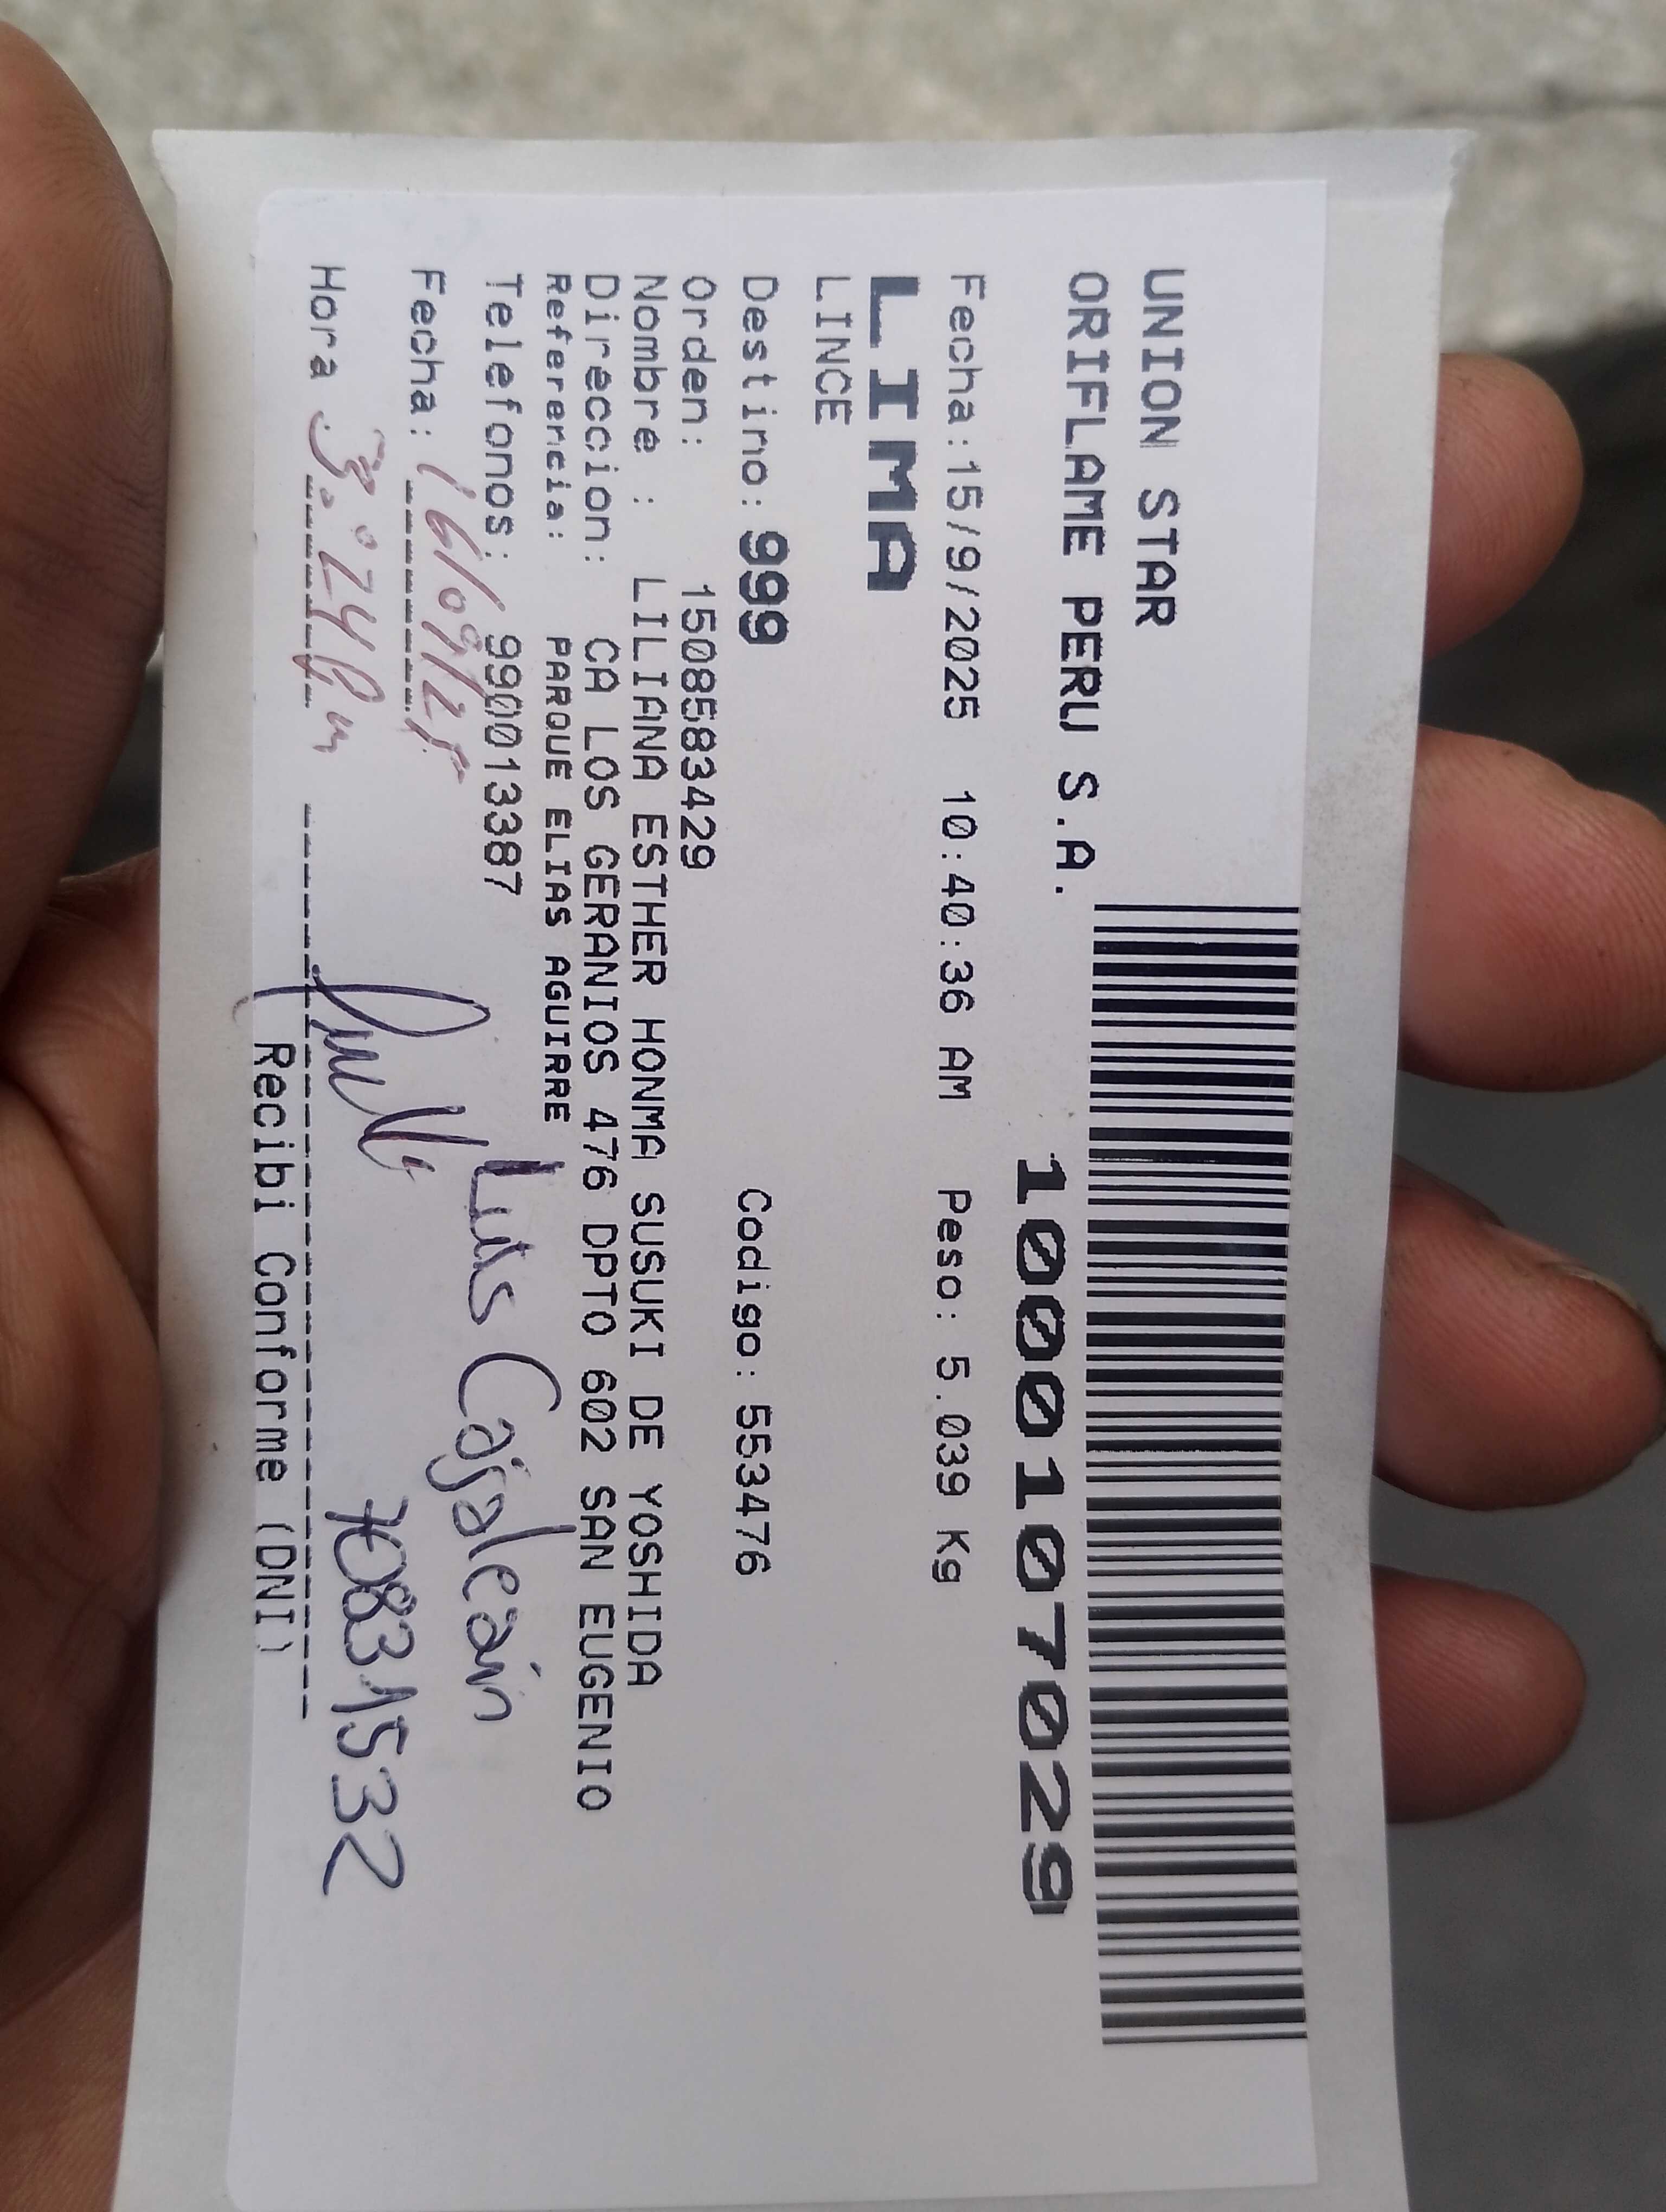 UNION STAR
ORIFLAME PERU S.A.
1000107029
Fecha:15/9/2025 10:40:36 AM Peso: 5.039 Kg
LIMA
LINCE
Destino: 999 Codigo: 553476
Orden: 1508583429
Nombre : LILIANA ESTHER HONMA SUSUKI DE YOSHIDA
Direccion: CA LOS GERANIOS 476 DPTO 602 SAN EUGENIO
Referencia: PARQUE ELIAS AGUIRRE
Telefonos: 990013387
Luis Cajaleón
Fecha: 16/09/25
70831532
Hora 3:24 Pm
Recibi Conforme (DNI)